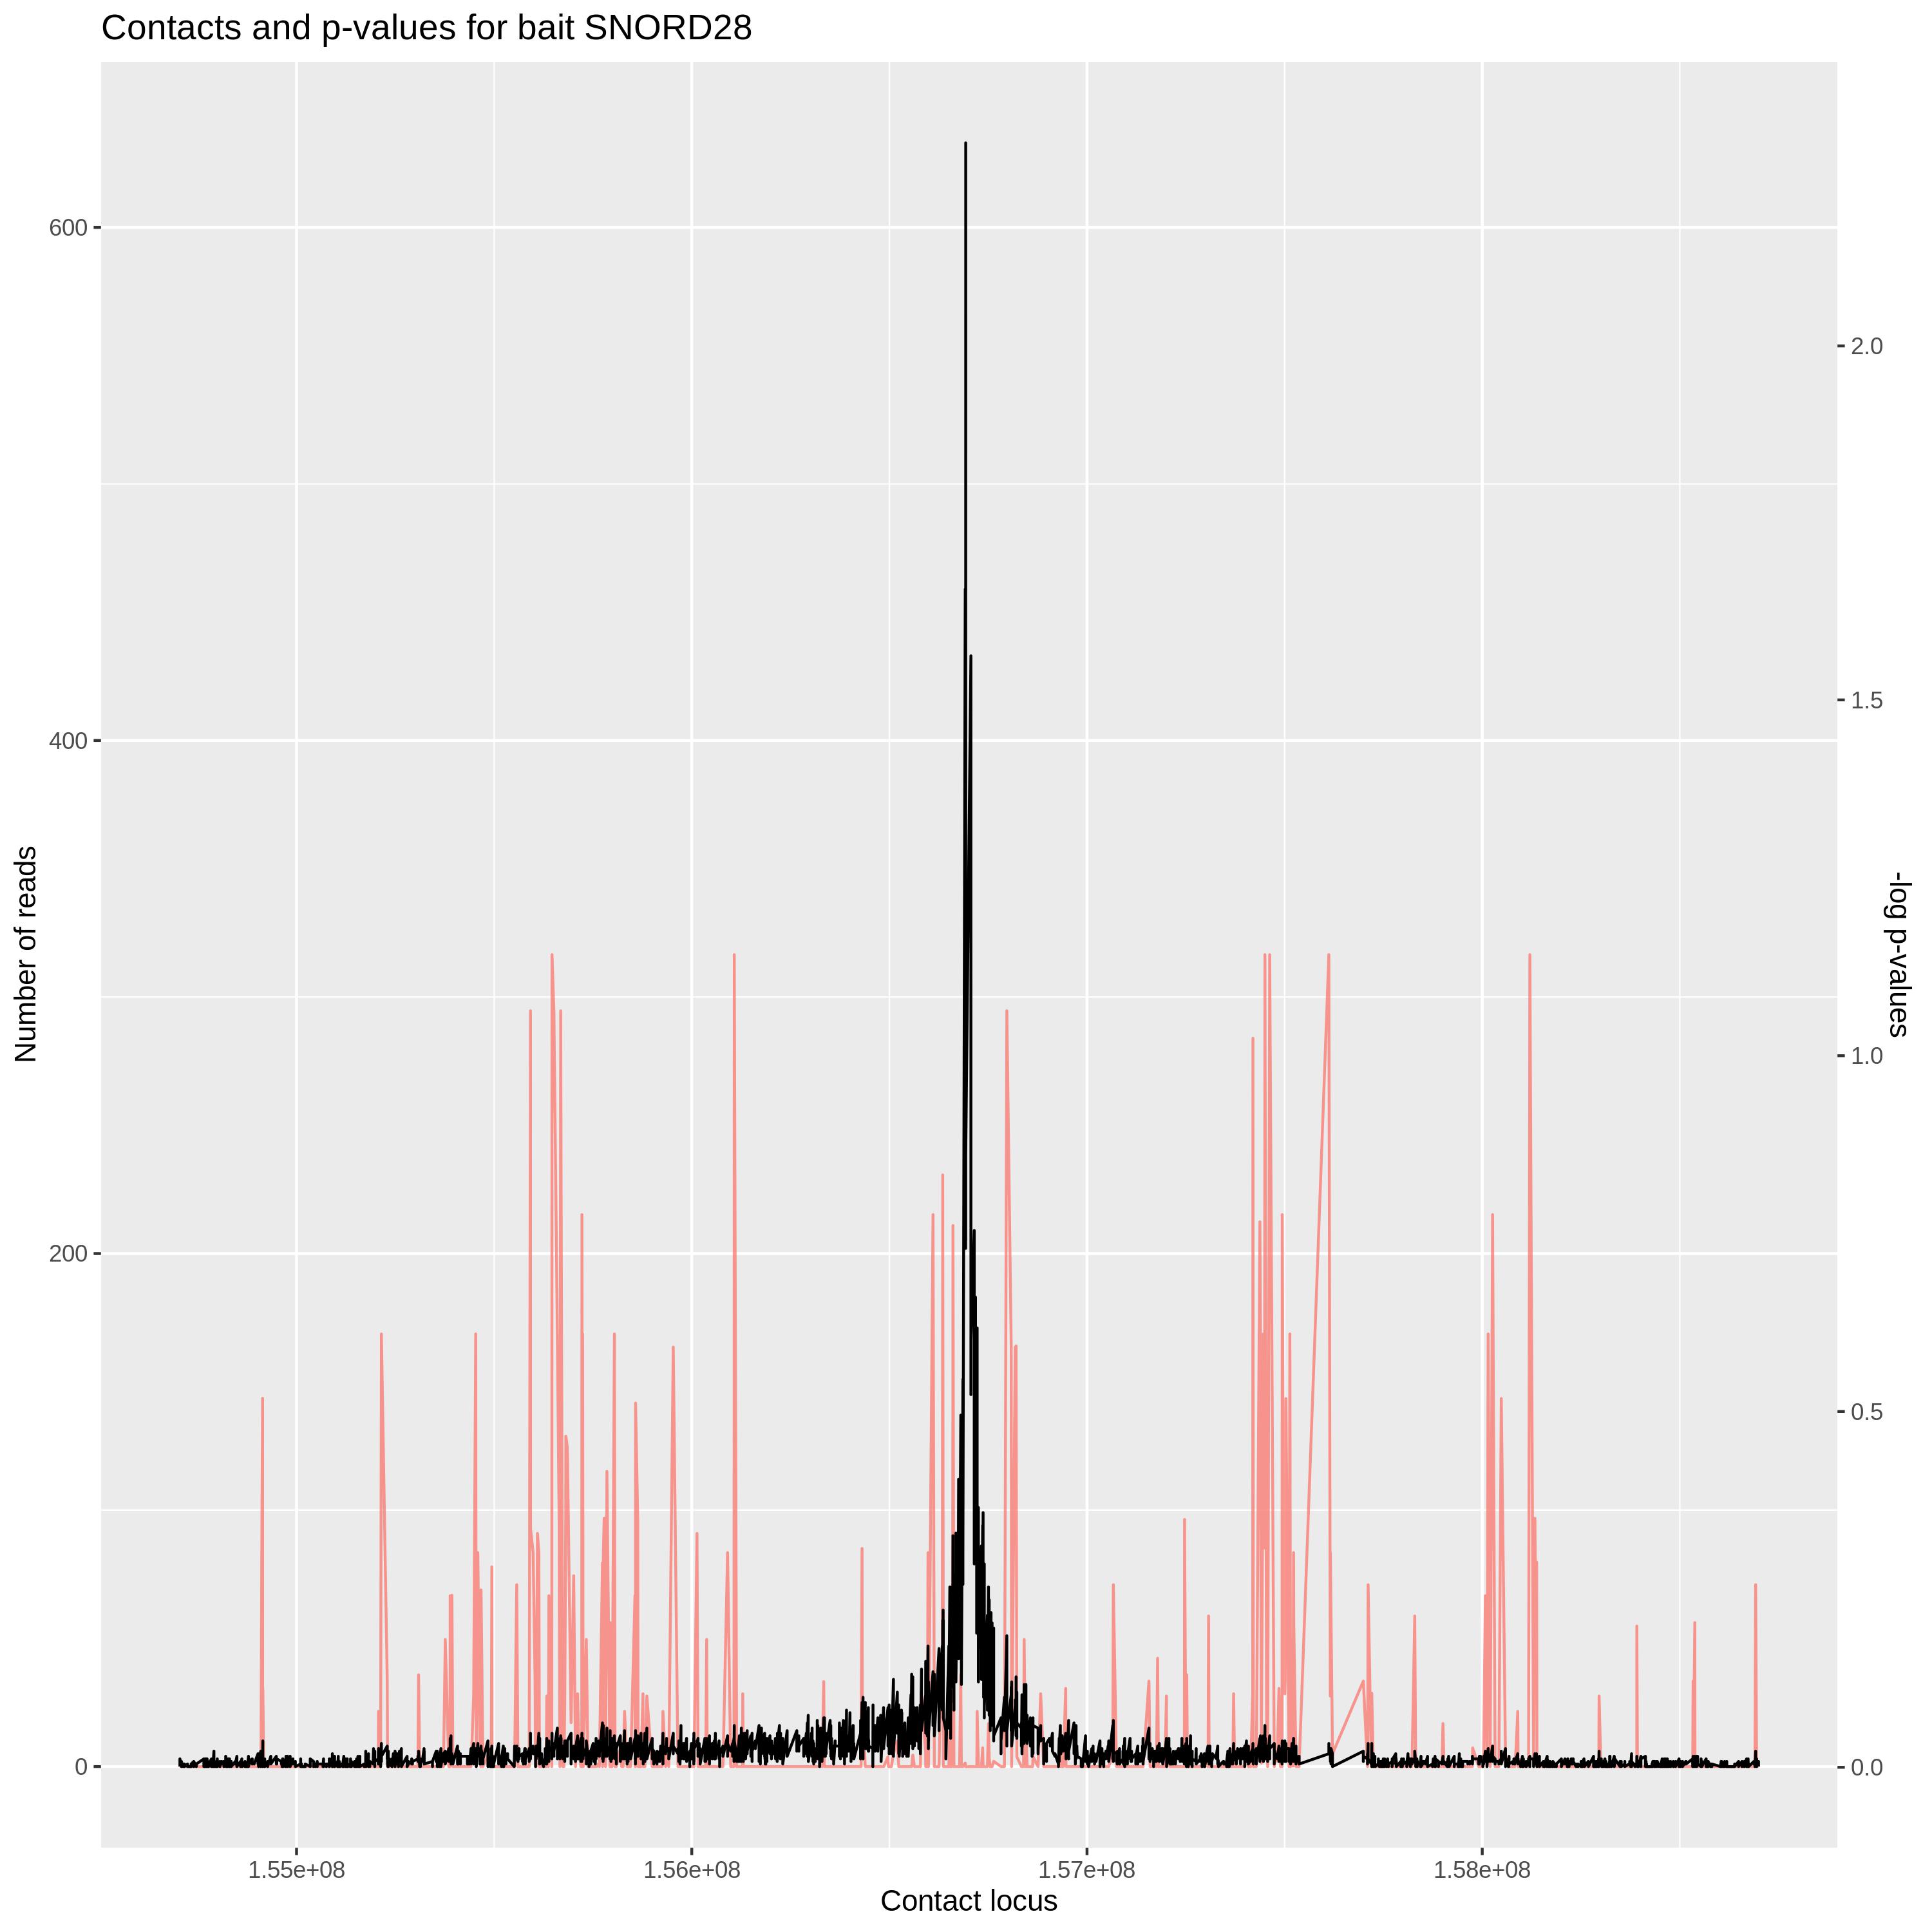 Contacts and p-values for bait SNORD28
600
400
200
0
Number of reads
2.0
1.5
1.0
0.5
0.0
-log p-values
1.55e+08
1.56e+08
1.57e+08
1.58e+08
Contact locus